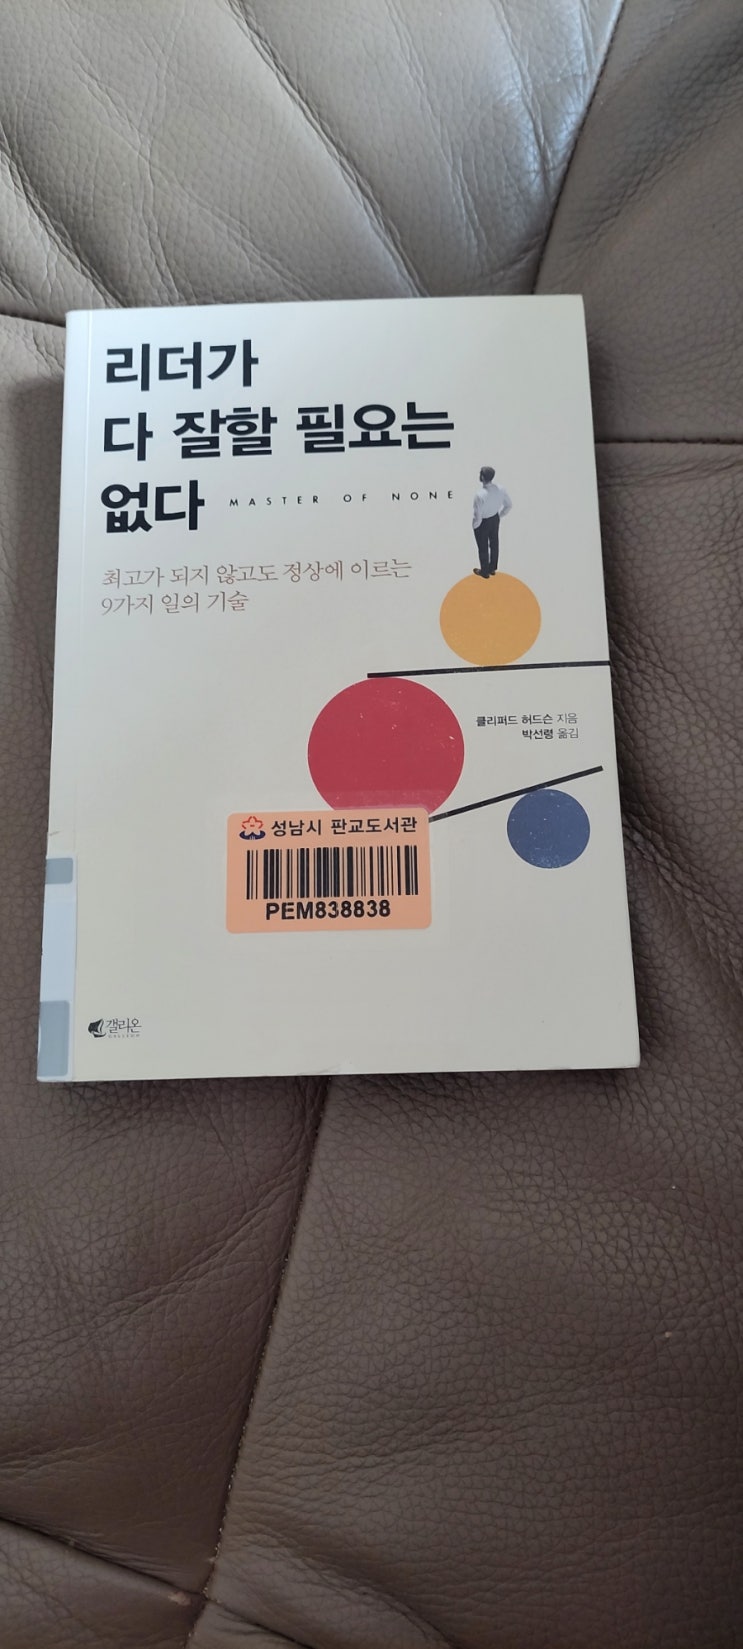 리더가
다 잘할 필요는
없다 MASTER OF NONE
최고가 되지 않고도 정상에 이르는
9가지 일의 기술
클리퍼드 허드슨 지음
박선령 옮김
성남시 판교도서관
PEM838838
갤리온
GALLEON